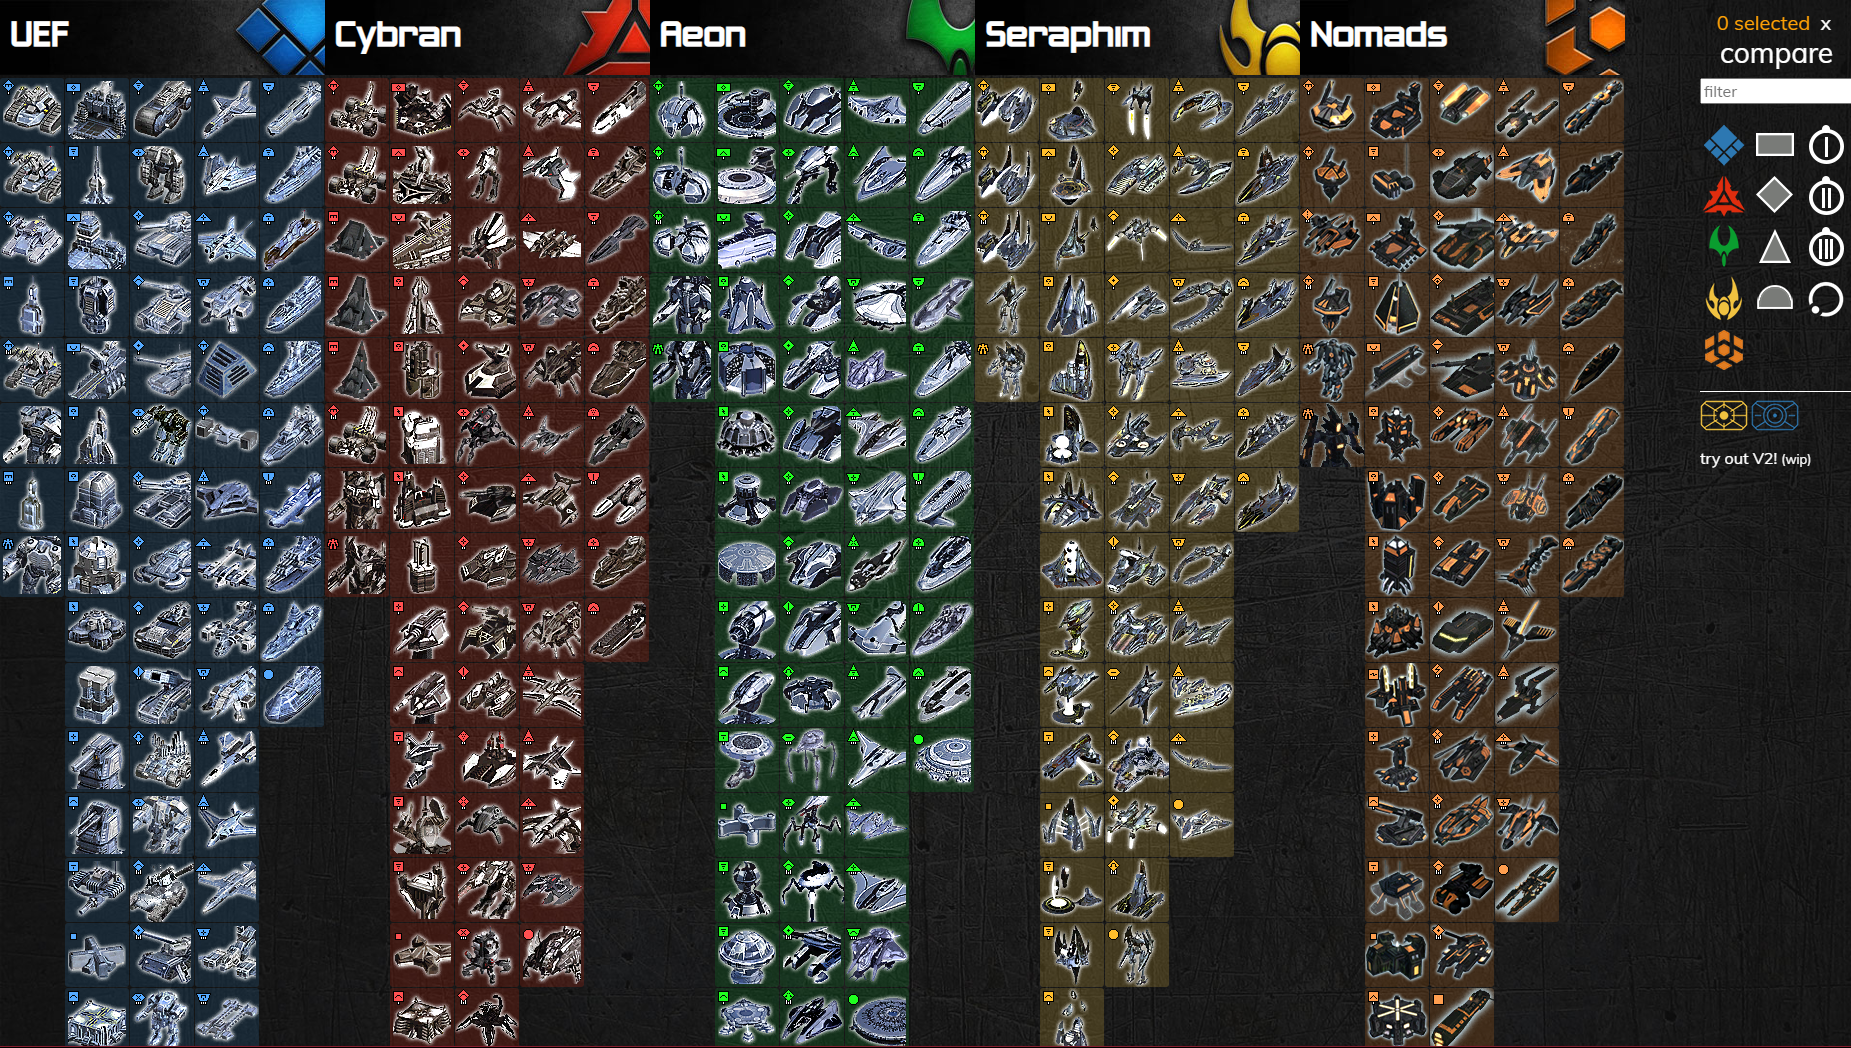 UEF
Cybran
Aeon
Seraphim
Nomads
0 selected x
compare
filter
try out V2! (wip)